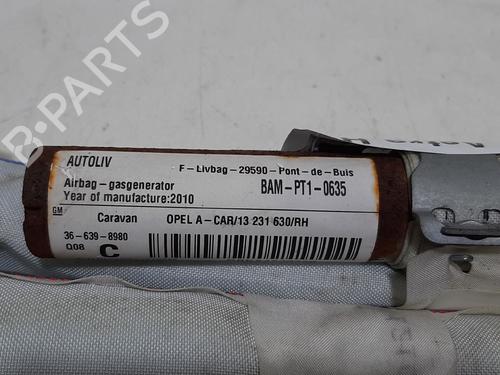 B-PARTS
AUTOLIV
F - Livbag - 29590 - Pont - de - Buis
Airbag - gasgenerator
BAM - PT1 - 0635
Year of manufacture:2010
GM
Caravan
OPEL A - CAR/13 231 630/RH
36 - 639 - 8980
Q08
C